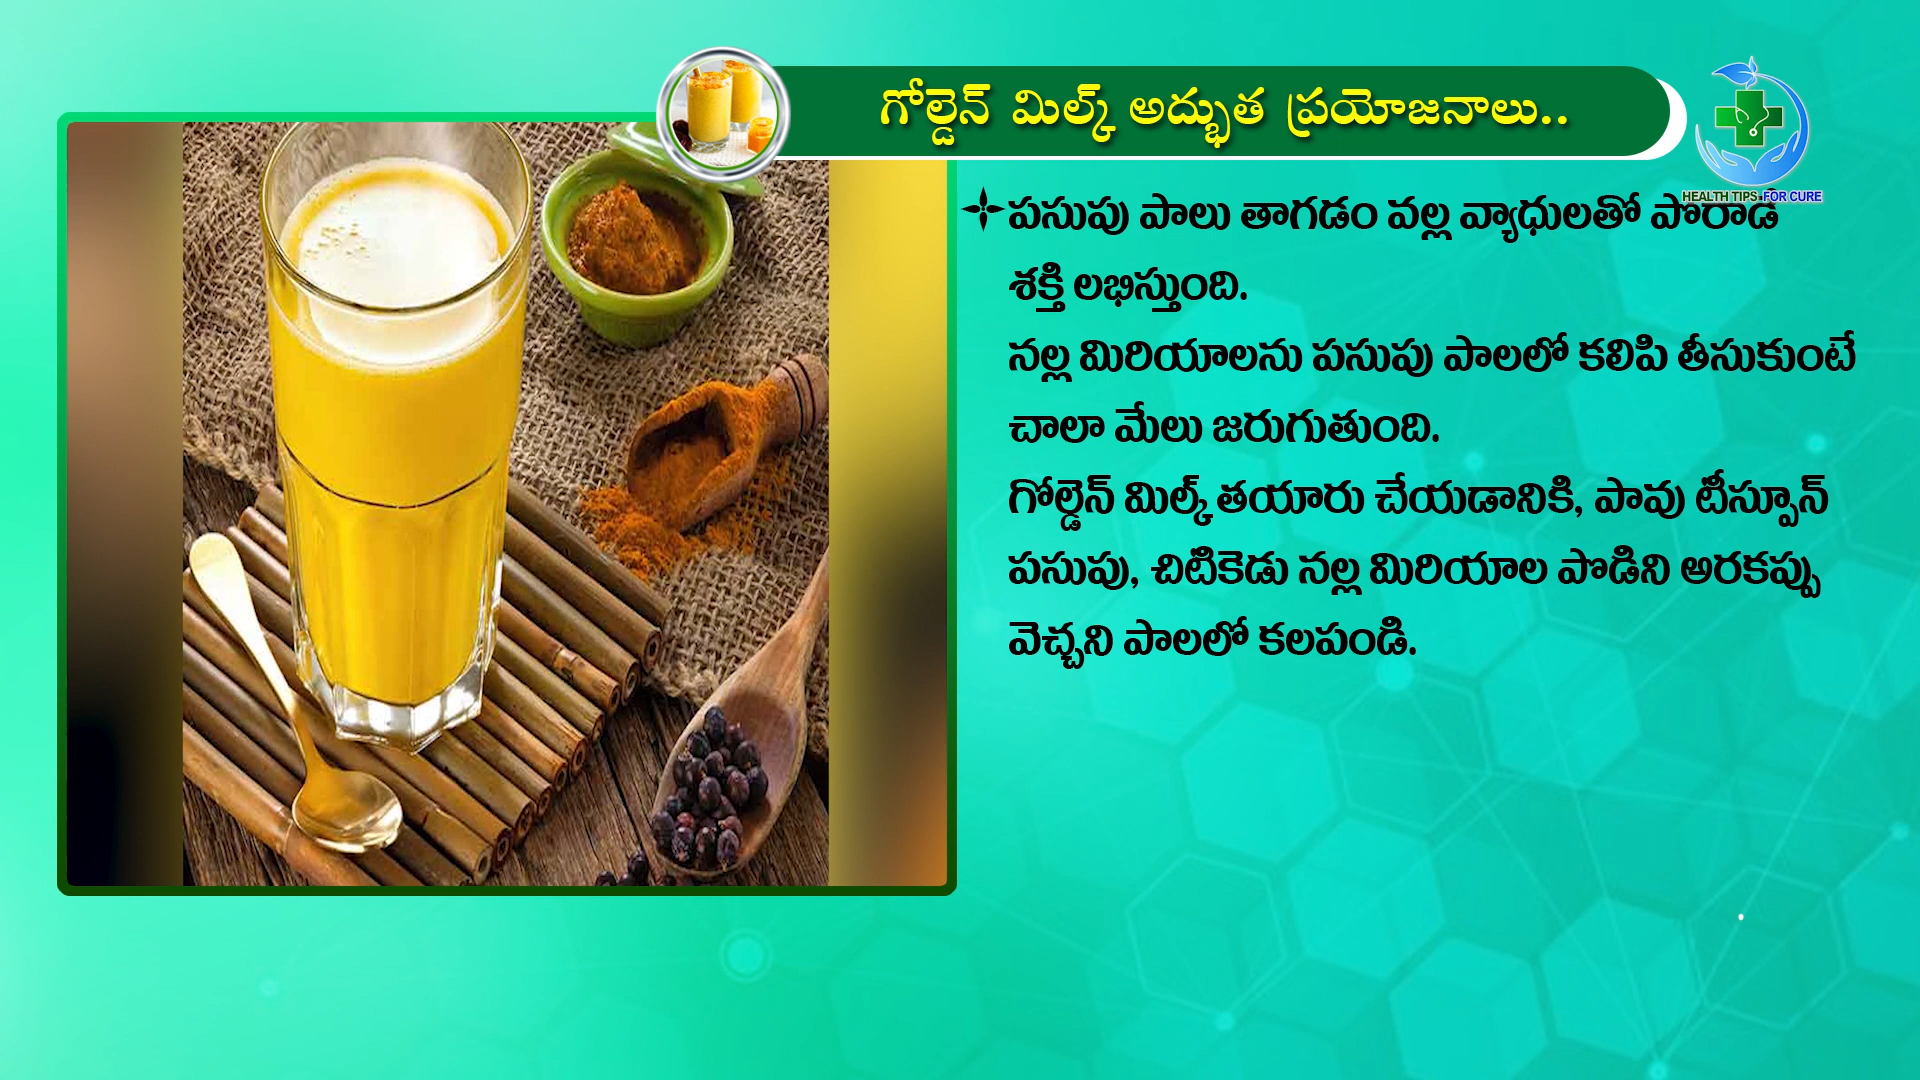 గోల్డెన్ మిల్క్ అద్భుత ప్రయోజనాలు..
HEALTH TIPS FOR CURE
పసుపు పాలు తాగడం వల్ల వ్యాధులతో పోరాడే
శక్తి లభిస్తుంది.
నల్ల మిరియాలను పసుపు పాలలో కలిపి తీసుకుంటే
చాలా మేలు జరుగుతుంది.
గోల్డెన్ మిల్క్ తయారు చేయడానికి, పావు టీస్పూన్
పసుపు, చిటికెడు నల్ల మిరియాల పొడిని అరకప్పు
వెచ్చని పాలలో కలపండి.